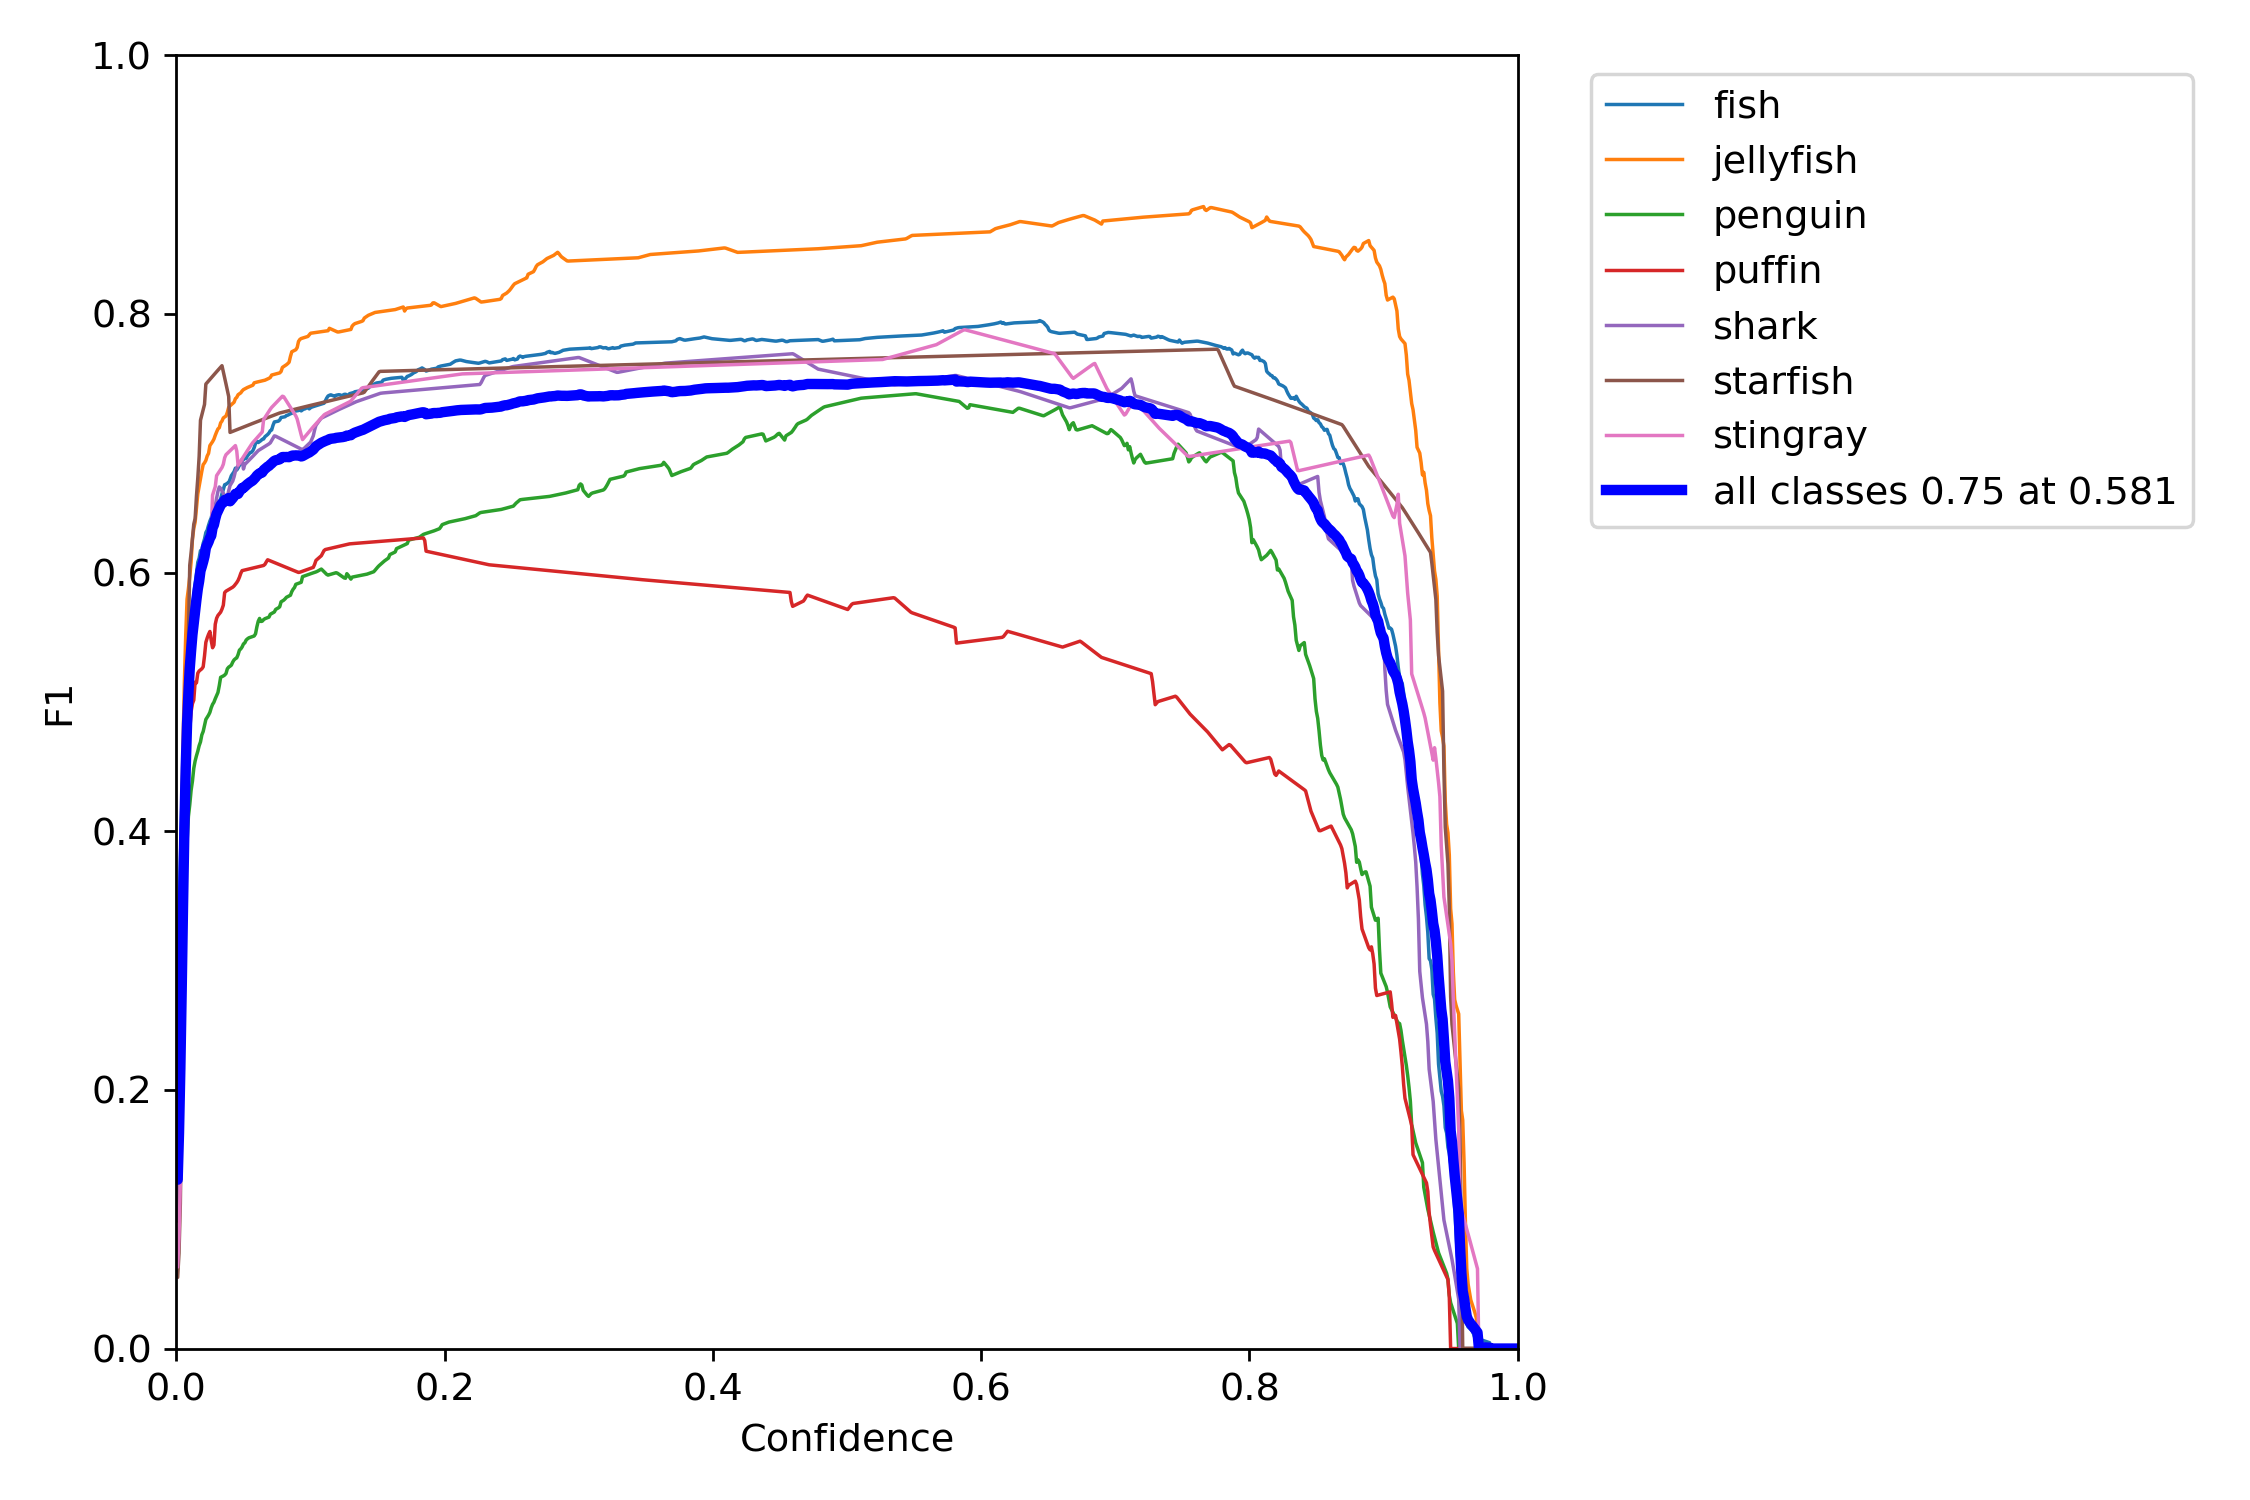 1.0
0.8
0.6
0.4
0.2
0.0
F1
0.0 0.2 0.4 0.6 0.8 1.0
Confidence
fish
jellyfish
penguin
puffin
shark
starfish
stingray
all classes 0.75 at 0.581